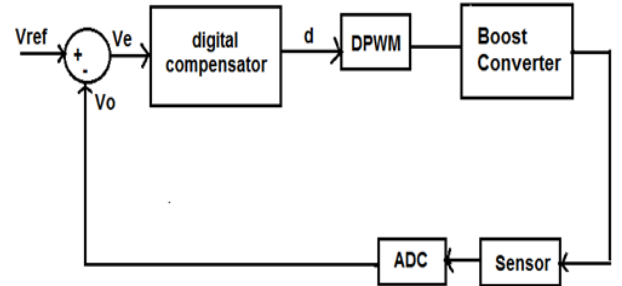 Vref
+
-
Ve
Vo
digital
compensator
d
DPWM
Boost
Converter
ADC
Sensor